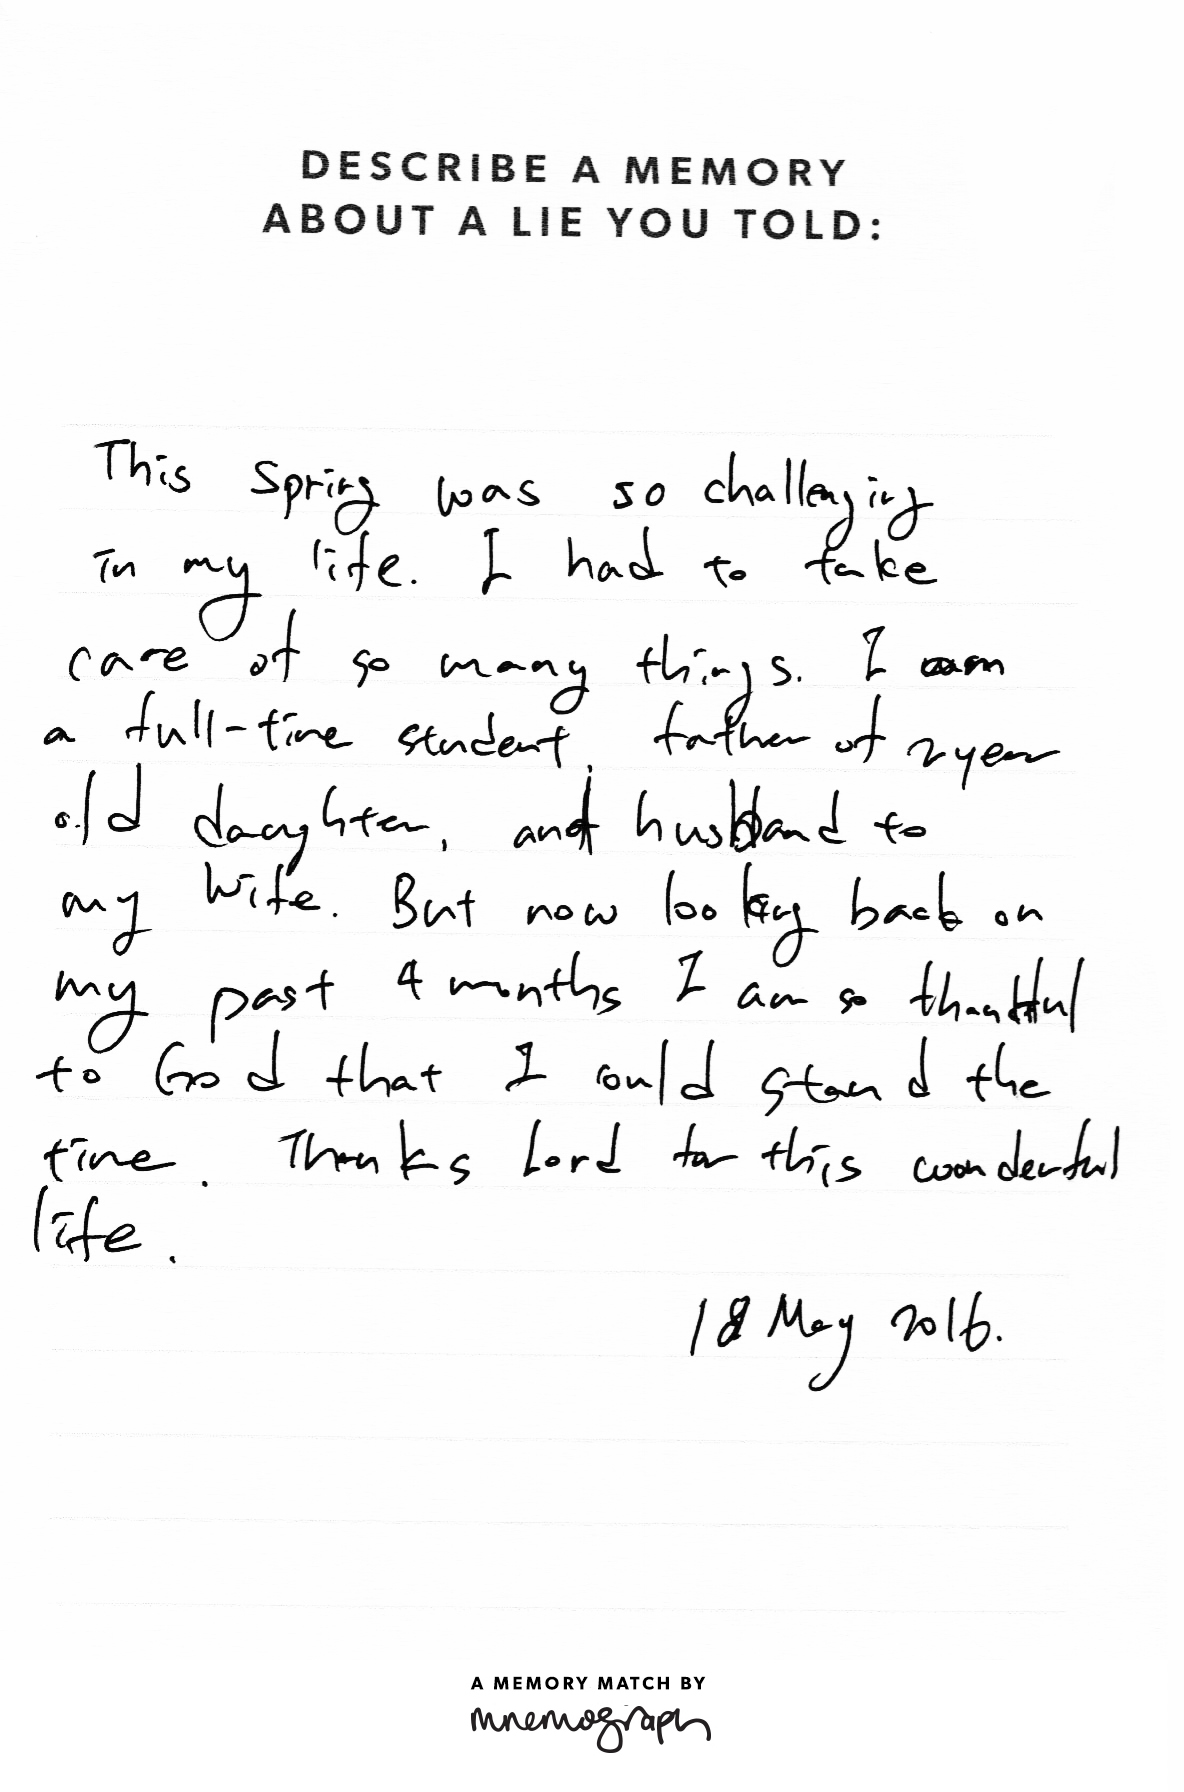 DESCRIBE A MEMORY
ABOUT A LIE YOU TOLD:
This Spring was so challenging
in my life. I had to take
care of so many things. I am
a full-time student, father of 2 year
old daughter, and husband to
my wife. But now looking back on
my past 4 months I am so thankful
to God that I could stand the
time. Thanks Lord for this wonderful
life.
18 May 2016.
A MEMORY MATCH BY
mnemograph